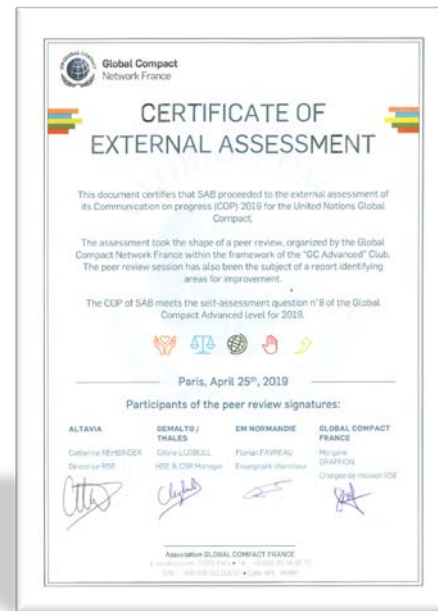 Global Compact
Network France
CERTIFICATE OF
EXTERNAL ASSESSMENT
This document certifies that SAB proceeded to the external assessment of
its Communication on progress (COP) 2019 for the United Nations Global
Compact.
The assessment took the shape of a peer review, organized by the Global
Compact Network France within the framework of the "GC Advanced" Club.
The peer review session has also been the subject of a report identifying
areas for improvement.
The COP of SAB meets the self-assessment question n°8 of the Global
Compact Advanced level for 2019.
Paris, April 25th, 2019
Participants of the peer review signatures:
ALTAVIA
Catherine REHBINDER
Directrice RSE
GEMALTO /
THALES
Céline
HSE & CSR Manager
EM NORMANDIE
Florian FAVREAU
Enseignant-chercheur
GLOBAL COMPACT
FRANCE
Morgane
GRAFFION
Chargée de mission RSE
Association GLOBAL COMPACT FRANCE